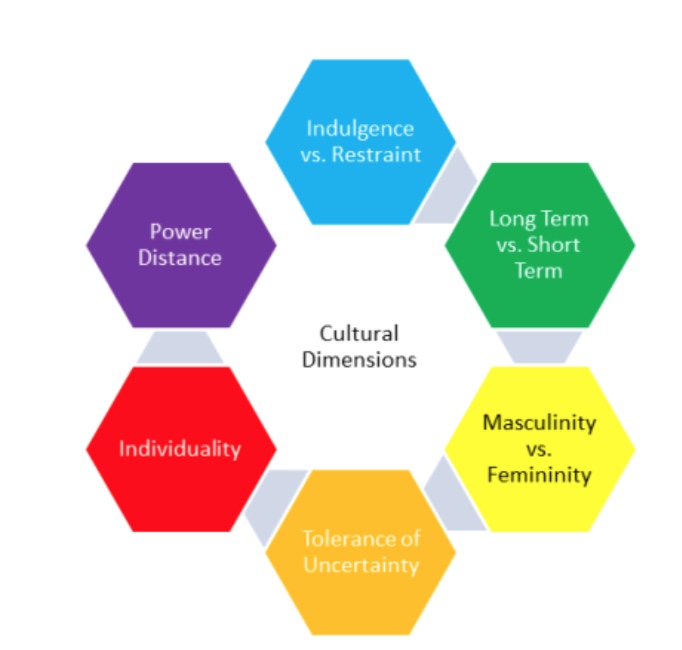 Indulgence
vs. Restraint
Long Term
vs. Short
Term
Masculinity
vs.
Femininity
Tolerance of
Uncertainty
Individuality
Power
Distance
Cultural
Dimensions